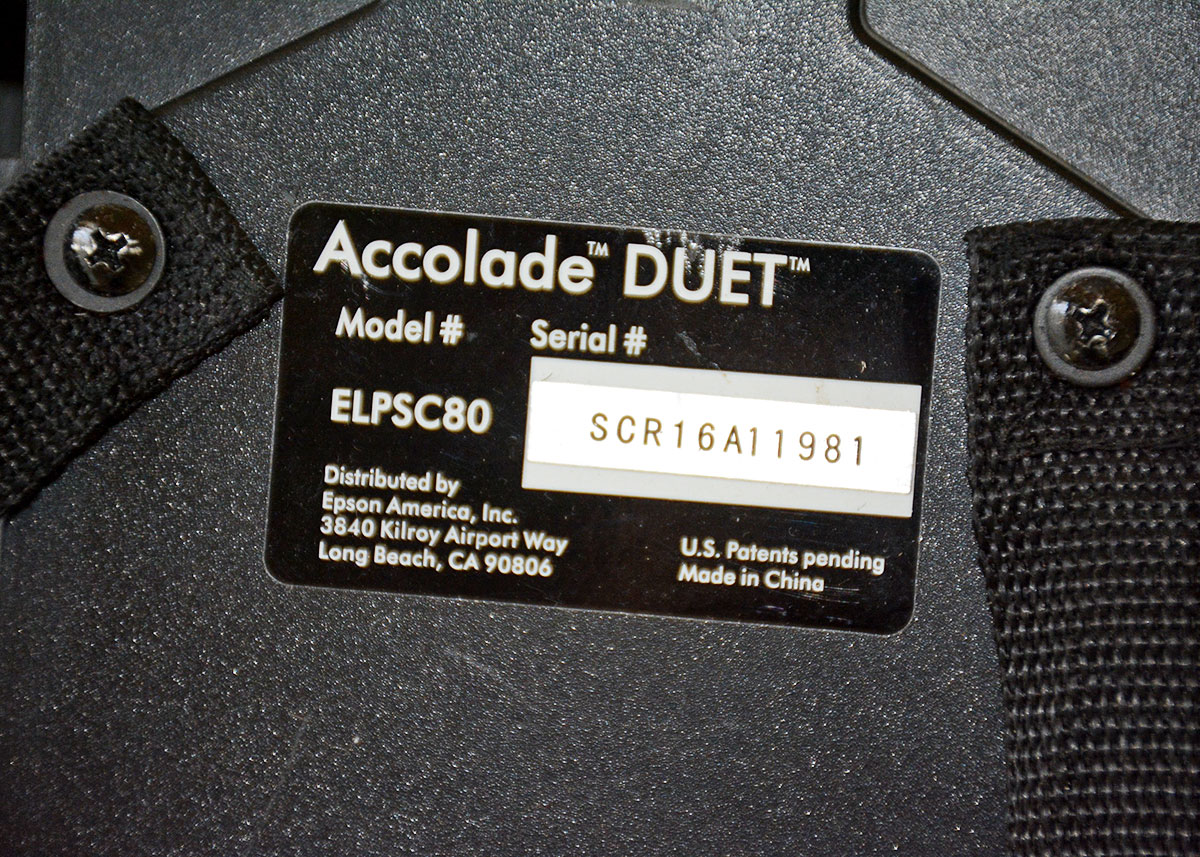 Accolade™ DUET™
Model # Serial #
ELPSC80 SCR16A11981
Distributed by
Epson America, Inc.
3840 Kilroy Airport Way
Long Beach, CA 90806
U.S. Patents pending
Made in China